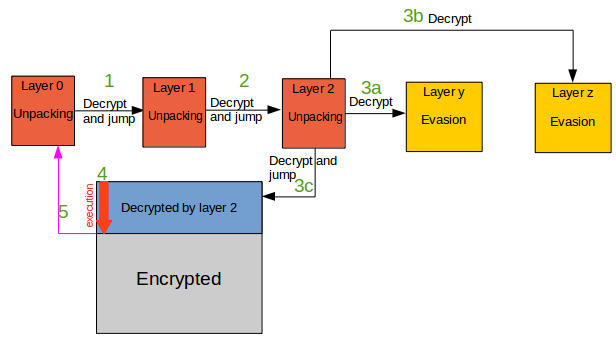 3b Decrypt
Layer 0
Unpacking
1
Decrypt
and jump
Layer 1
Unpacking
2
Decrypt
and jump
Layer 2
Unpacking
3a
Decrypt
Layer y
Evasion
Layer z
Evasion
Decrypt and
jump
3c
4
execution
5
Decrypted by layer 2
Encrypted